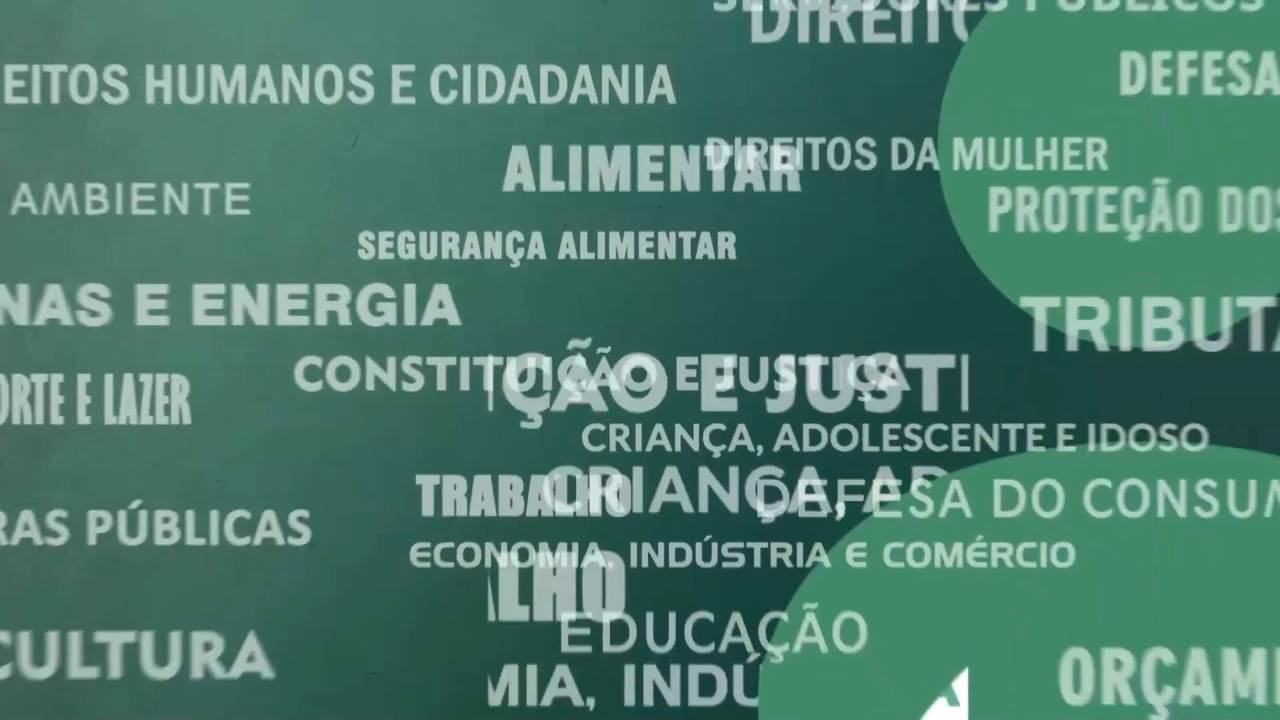 SERVIDORES PÚBLICOS
DIREITO
EITOS HUMANOS E CIDADANIA
DEFESA
ALIMENTAR
DIREITOS DA MULHER
AMBIENTE
PROTEÇÃO DOS
SEGURANÇA ALIMENTAR
NAS E ENERGIA
TRIBUTA
CONSTITUIÇÃO E JUSTIÇA
ÇÃO E JUST
ORTE E LAZER
CRIANÇA, ADOLESCENTE E IDOSO
TRABALHO
CRIANÇA, AD
DEFESA DO CONSUM
RAS PÚBLICAS
ECONOMIA, INDÚSTRIA E COMÉRCIO
LHO
EDUCAÇÃO
CULTURA
MIA, INDÚ
ORÇAME